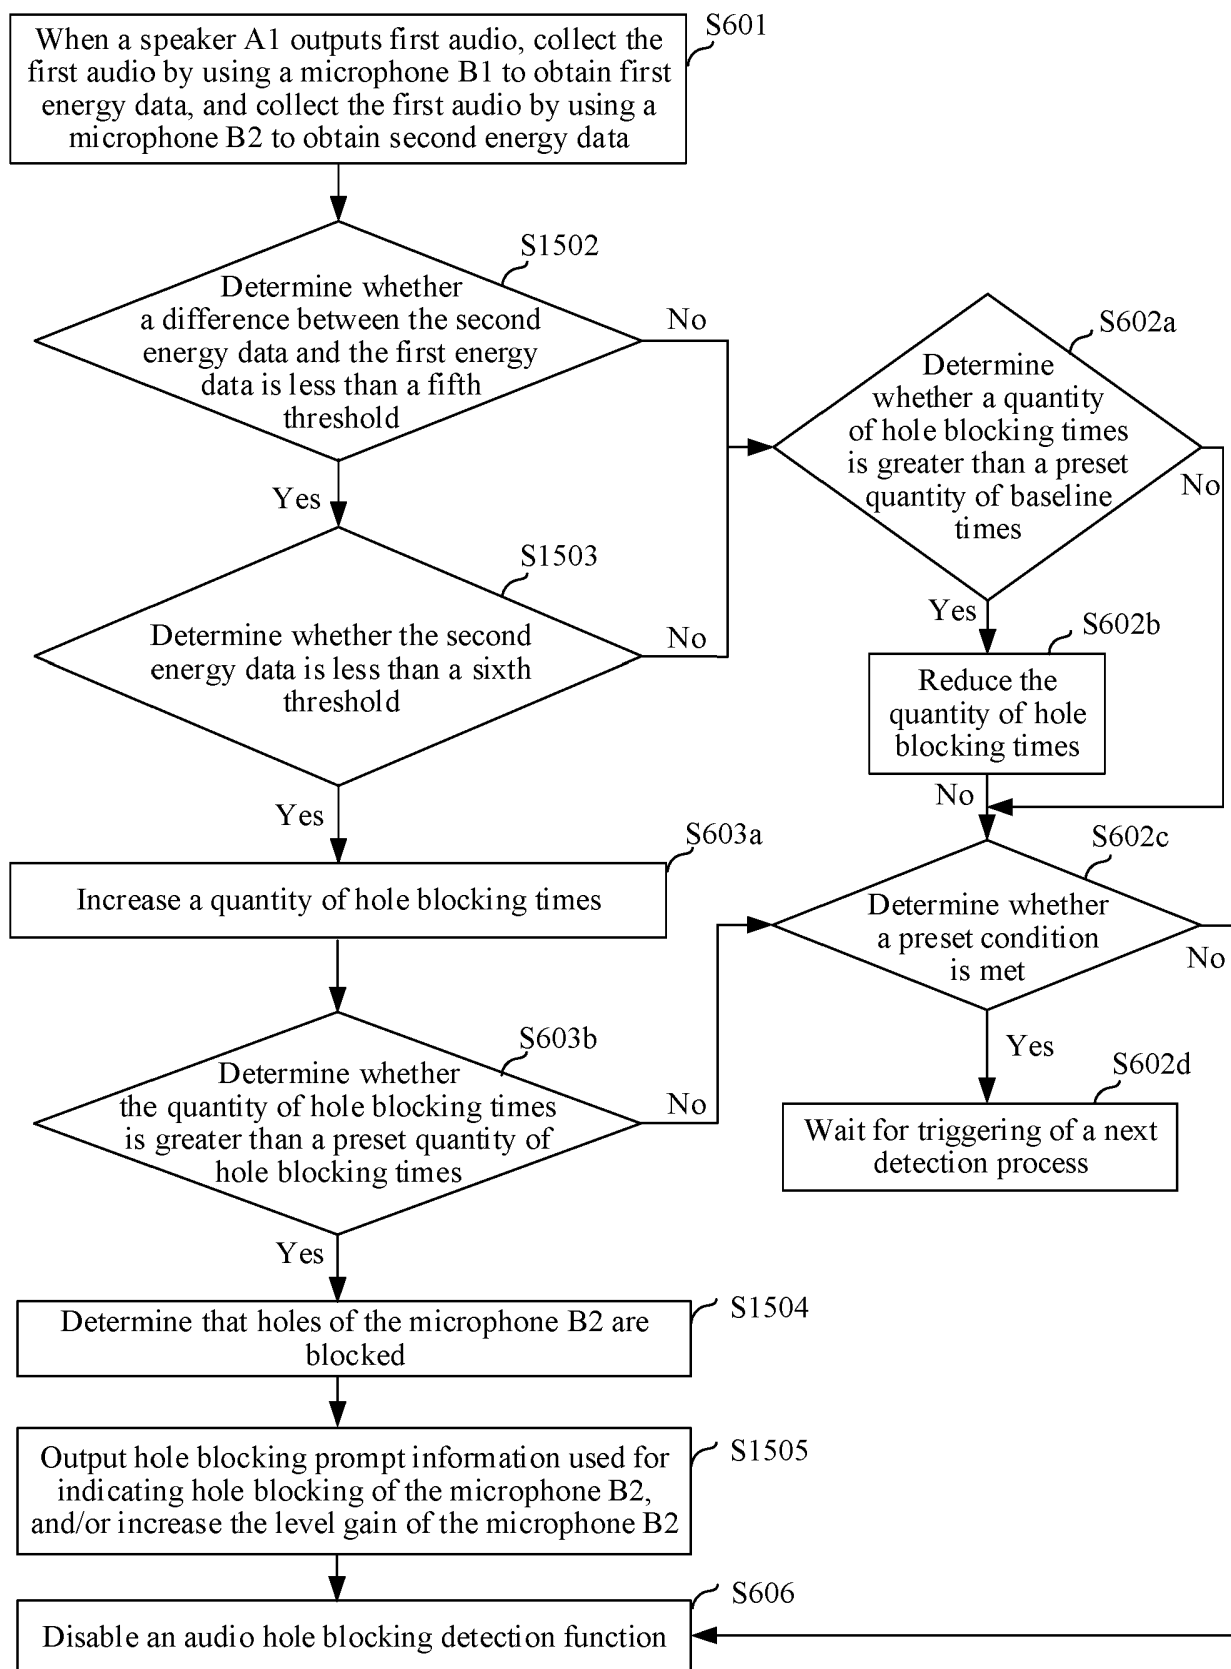 S601
When a speaker A1 outputs first audio, collect the
first audio by using a microphone B1 to obtain first
energy data, and collect the first audio by using a
microphone B2 to obtain second energy data
S1502
Determine whether
a difference between the second
energy data and the first energy
data is less than a fifth
threshold
No
Yes
S602a
Determine
whether a quantity
of hole blocking times
is greater than a preset
quantity of baseline
times
No
Yes
S1503
Determine whether the second
energy data is less than a sixth
threshold
No
Yes
S602b
Reduce the
quantity of hole
blocking times
No
S603a
Increase a quantity of hole blocking times
S602c
Determine whether
a preset condition
is met
No
Yes
S603b
Determine whether
the quantity of hole blocking times
is greater than a preset quantity of
hole blocking times
No
Yes
S602d
Wait for triggering of a next
detection process
S1504
Determine that holes of the microphone B2 are
blocked
S1505
Output hole blocking prompt information used for
indicating hole blocking of the microphone B2,
and/or increase the level gain of the microphone B2
S606
Disable an audio hole blocking detection function